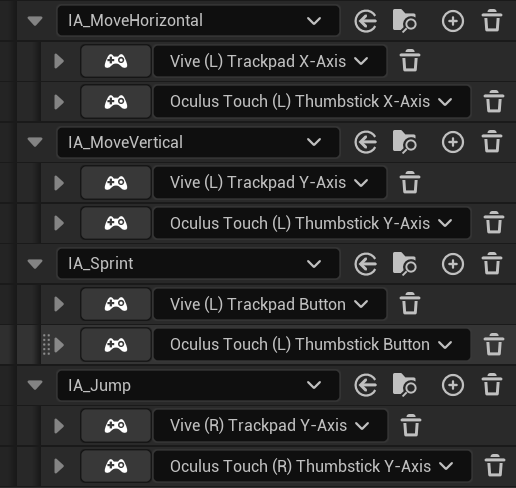 IA_MoveHorizontal
Vive (L) Trackpad X-Axis
Oculus Touch (L) Thumbstick X-Axis
IA_MoveVertical
Vive (L) Trackpad Y-Axis
Oculus Touch (L) Thumbstick Y-Axis
IA_Sprint
Vive (L) Trackpad Button
Oculus Touch (L) Thumbstick Button
IA_Jump
Vive (R) Trackpad Y-Axis
Oculus Touch (R) Thumbstick Y-Axis